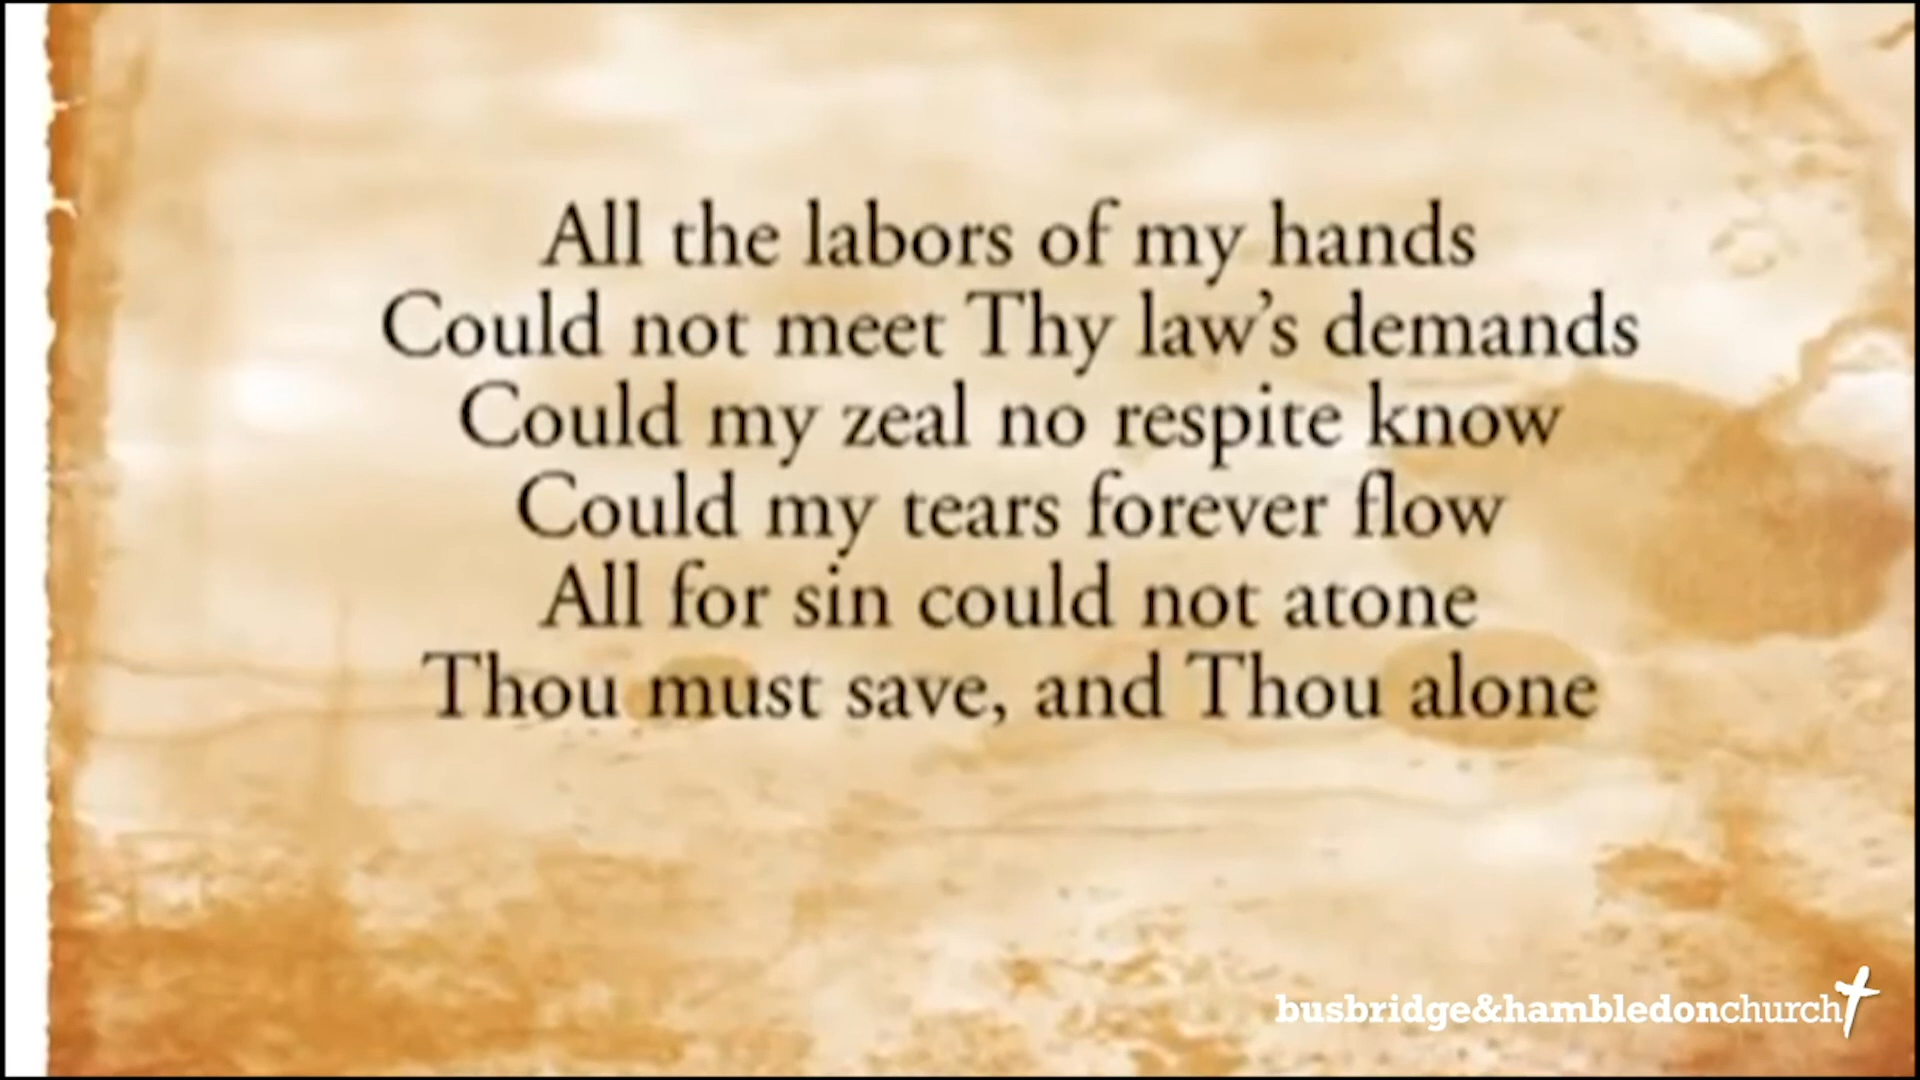 All the labors of my hands
Could not meet Thy law’s demands
Could my zeal no respite know
Could my tears forever flow
All for sin could not atone
Thou must save, and Thou alone
busbridge&hambledonchurch